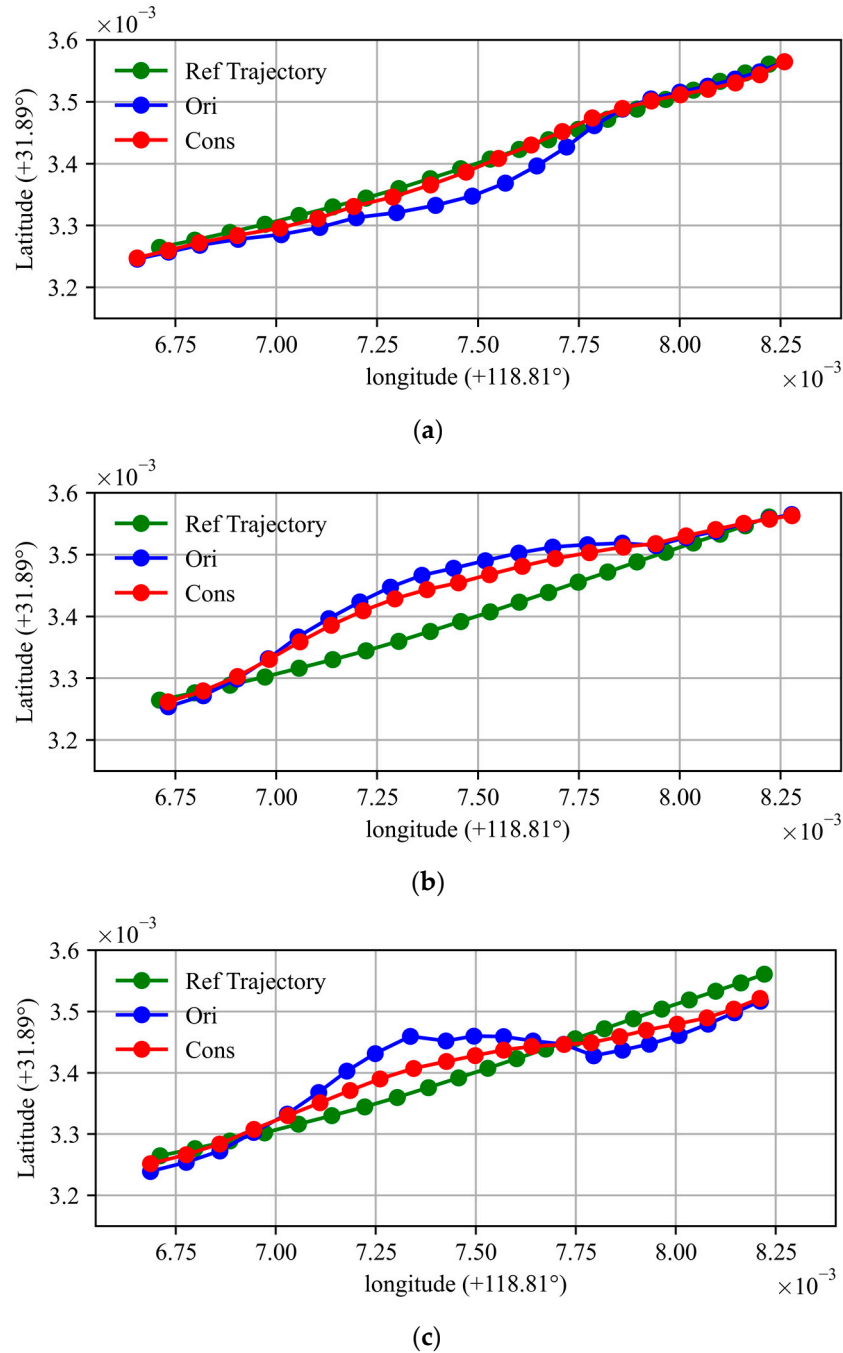 ×10⁻³
3.6
Ref Trajectory
3.5
Ori
Cons
3.4
3.3
3.2
Latitude (+31.89°)
6.75 7.00 7.25 7.50 7.75 8.00 8.25
longitude (+118.81°)
×10⁻³
(a)
×10⁻³
3.6
Ref Trajectory
3.5
Ori
Cons
3.4
3.3
3.2
Latitude (+31.89°)
6.75 7.00 7.25 7.50 7.75 8.00 8.25
longitude (+118.81°)
×10⁻³
(b)
×10⁻³
3.6
Ref Trajectory
3.5
Ori
Cons
3.4
3.3
3.2
Latitude (+31.89°)
6.75 7.00 7.25 7.50 7.75 8.00 8.25
longitude (+118.81°)
×10⁻³
(c)